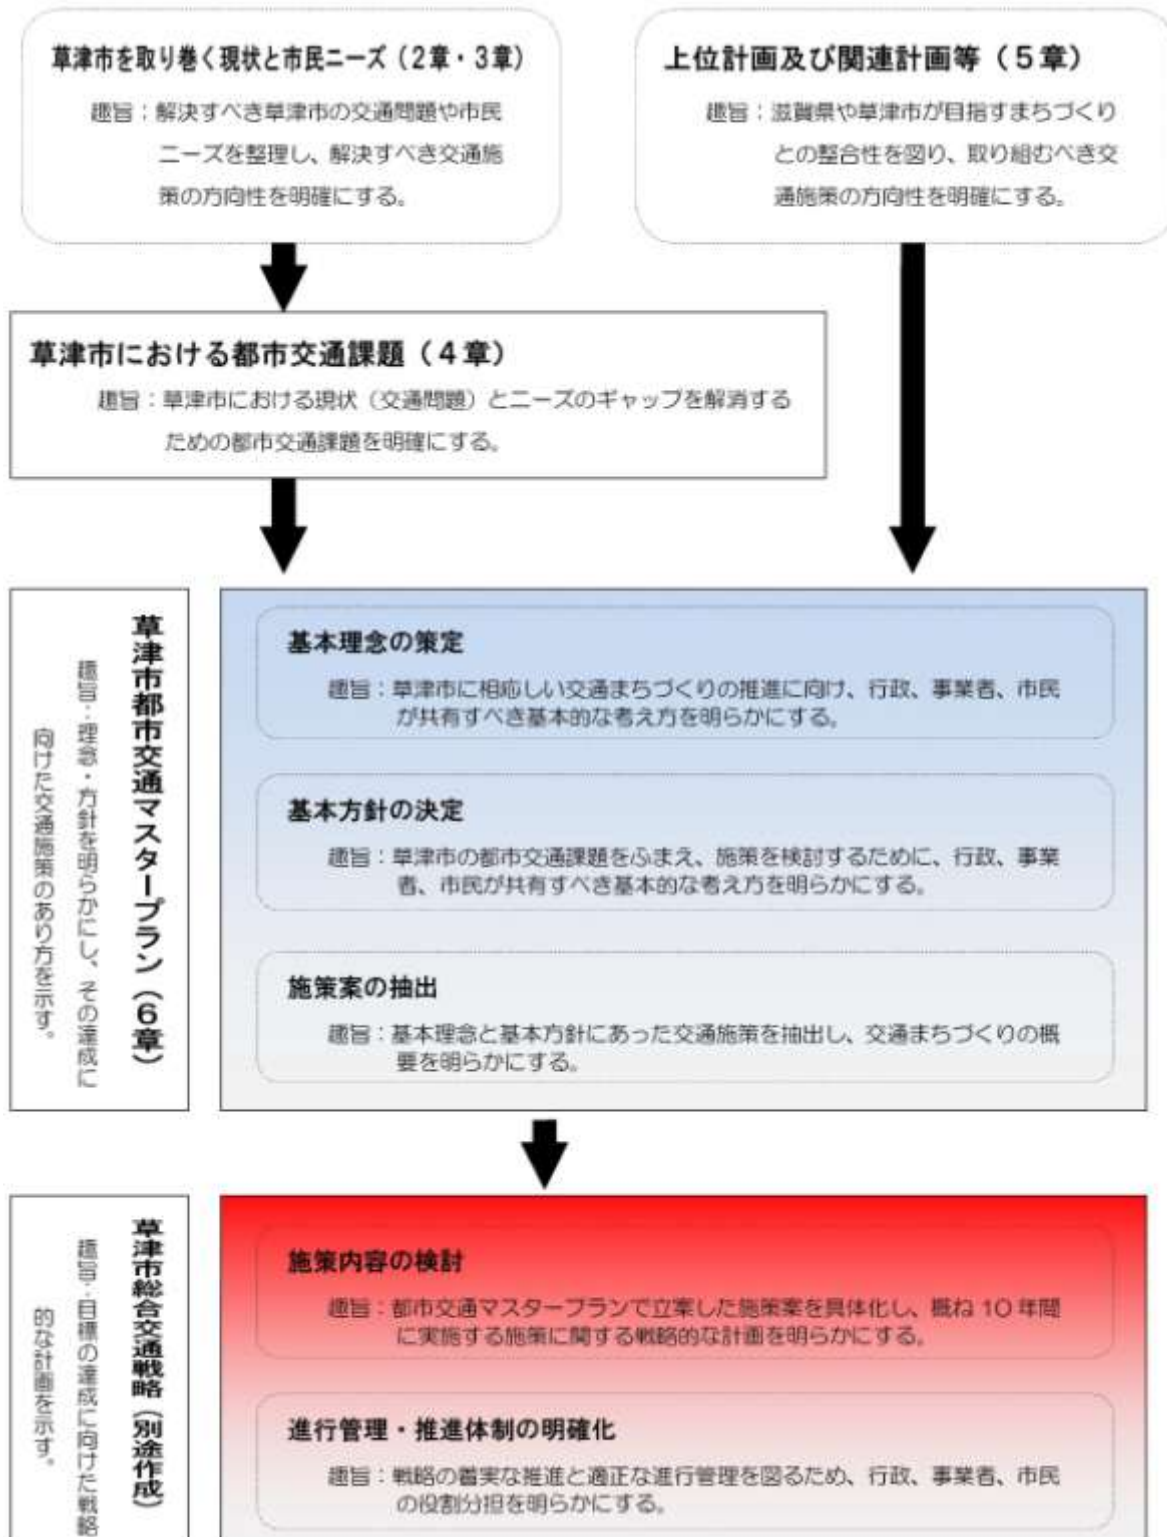 草津市を取り巻く現状と市民ニーズ（2章・3章）
趣旨：解決すべき草津市の交通問題や市民
ニーズを整理し、解決すべき交通施
策の方向性を明確にする。
上位計画及び関連計画等（５章）
趣旨：滋賀県や草津市が目指すまちづくり
との整合性を図り、取り組むべき交
通施策の方向性を明確にする。
草津市における都市交通課題（４章）
趣旨：草津市における現状（交通問題）とニーズのギャップを解消する
ための都市交通課題を明確にする。
草津市都市交通マスタープラン（６章）
趣旨：理念・方針を明らかにし、その達成に
向けた交通施策のあり方を示す。
基本理念の策定
趣旨：草津市に相応しい交通まちづくりの推進に向け、行政、事業者、市民
が共有すべき基本的な考え方を明らかにする。
基本方針の決定
趣旨：草津市の都市交通課題をふまえ、施策を検討するために、行政、事業
者、市民が共有すべき基本的な考え方を明らかにする。
施策案の抽出
趣旨：基本理念と基本方針にあった交通施策を抽出し、交通まちづくりの概
要を明らかにする。
草津市総合交通戦略（別途作成）
趣旨：目標の達成に向けた戦略
的な計画を示す。
施策内容の検討
趣旨：都市交通マスタープランで立案した施策案を具体化し、概ね 10 年間
に実施する施策に関する戦略的な計画を明らかにする。
進行管理・推進体制の明確化
趣旨：戦略の着実な推進と適正な進行管理を図るため、行政、事業者、市民
の役割分担を明らかにする。